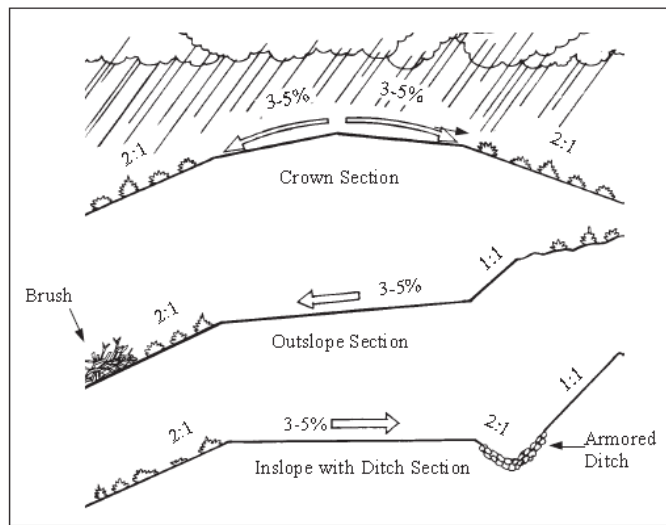 3-5%
3-5%
2:1
2:1
Crown Section
1:1
3-5%
Brush
2:1
Outslope Section
1:1
2:1
3-5%
2:1
Armored
Ditch
Inslope with Ditch Section